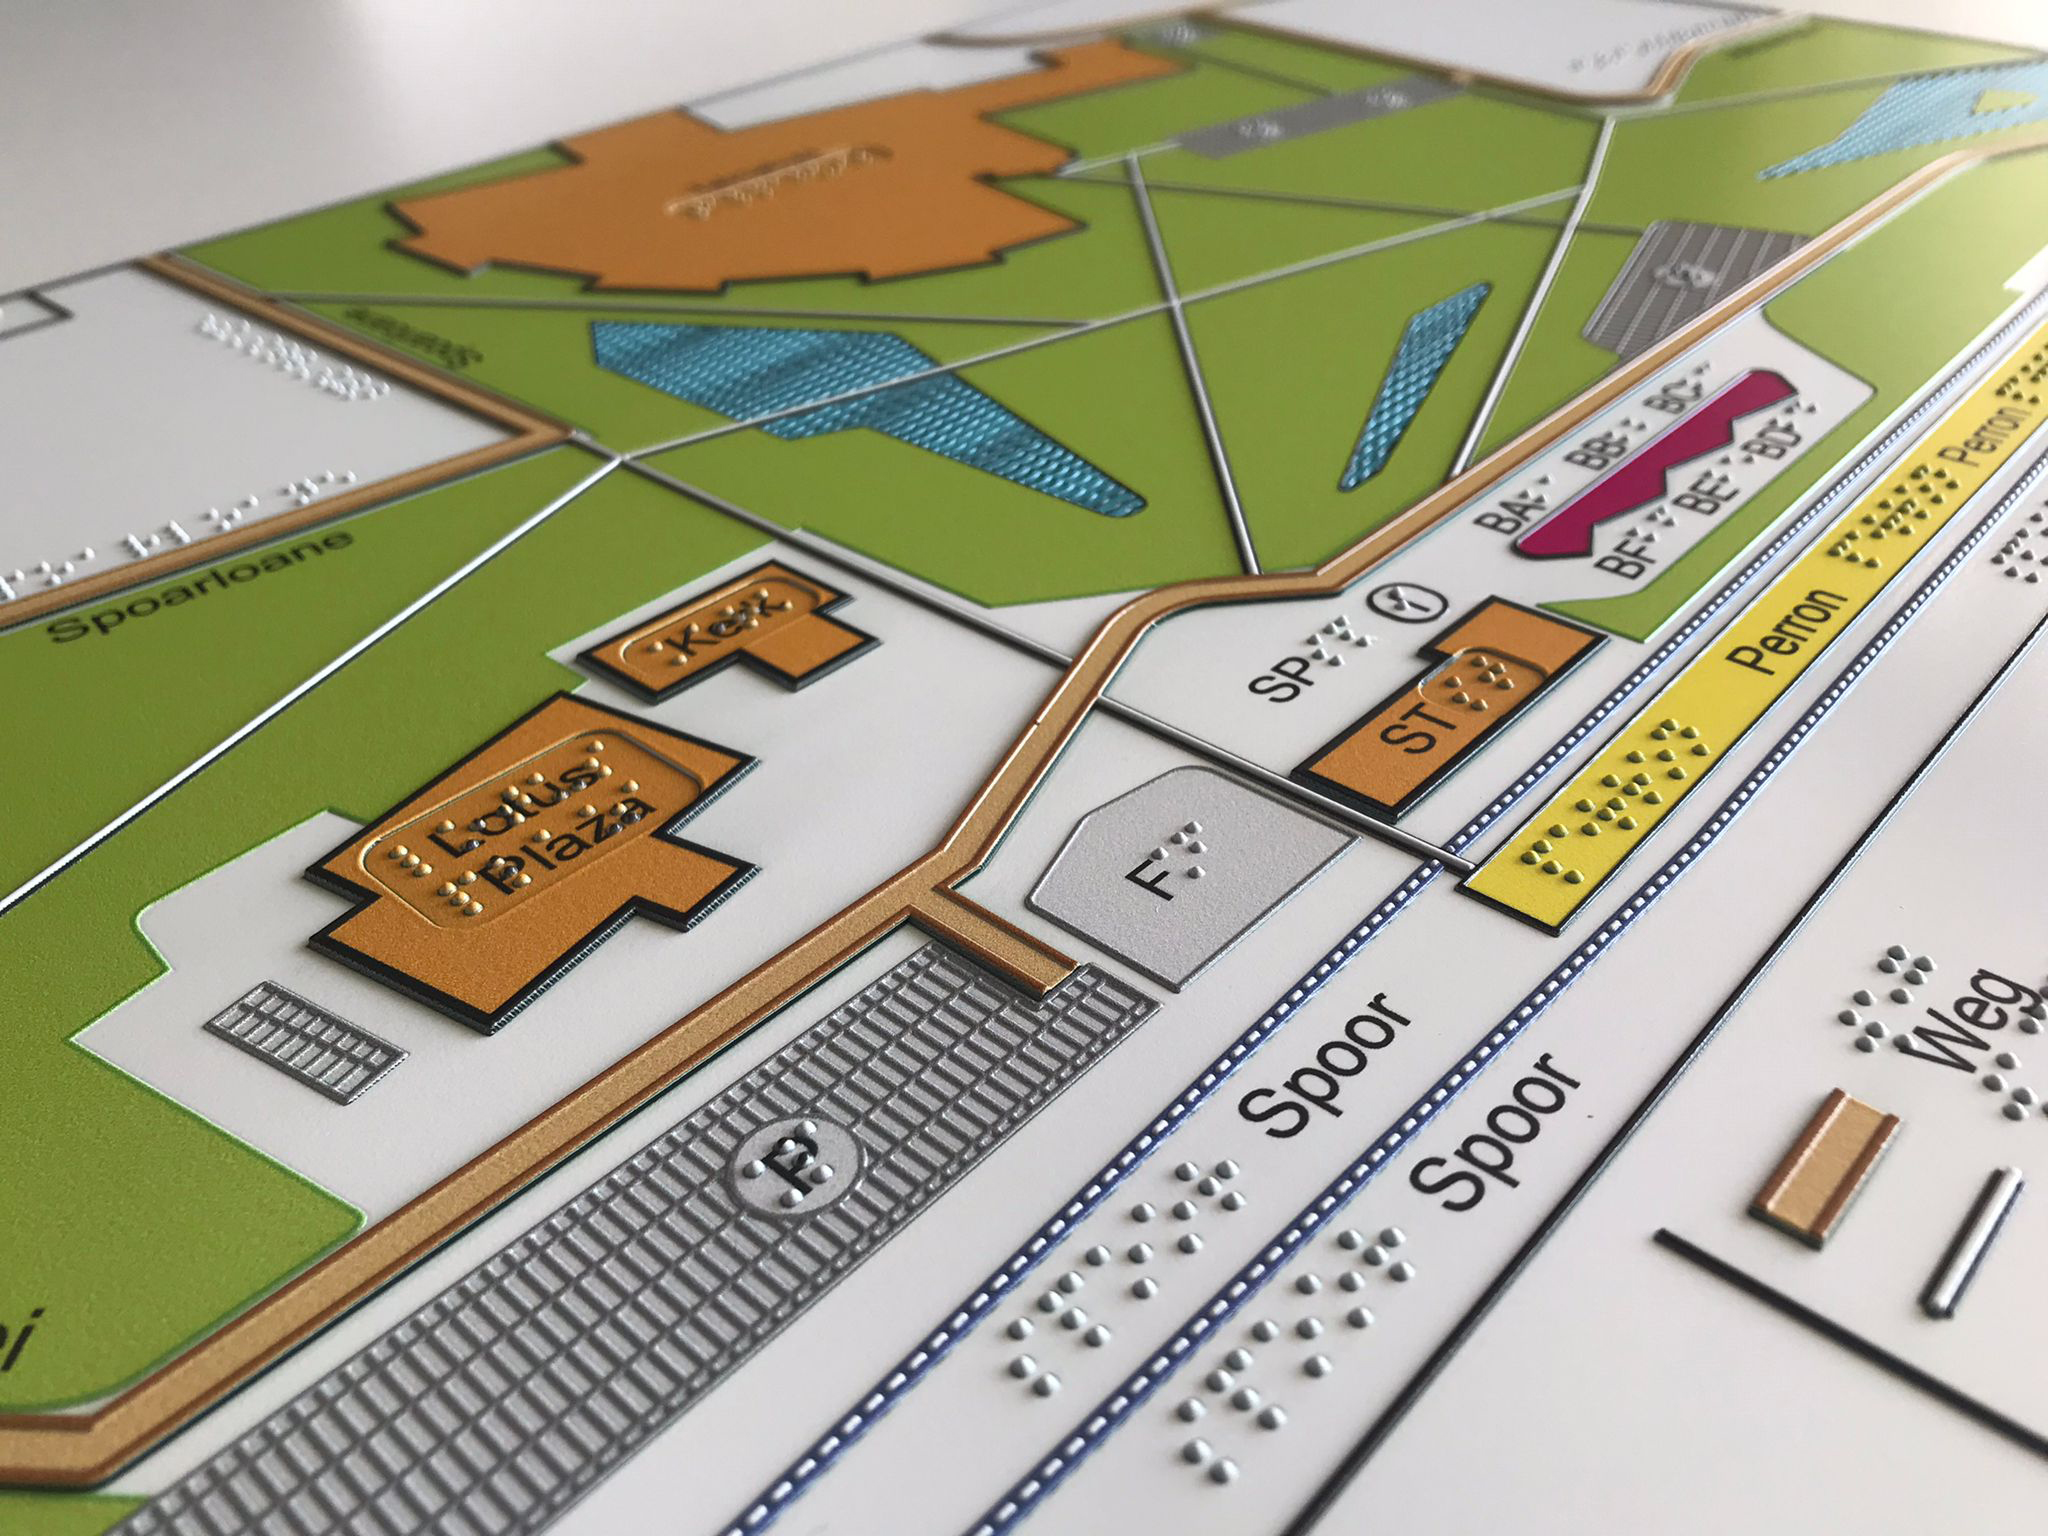 Spoarloane
Kerk
Lotus
Plaza
BA
BB
BC
BD
BE
BF
SP
ST
F
P
Perron
Perron
Spoor
Spoor
Weg